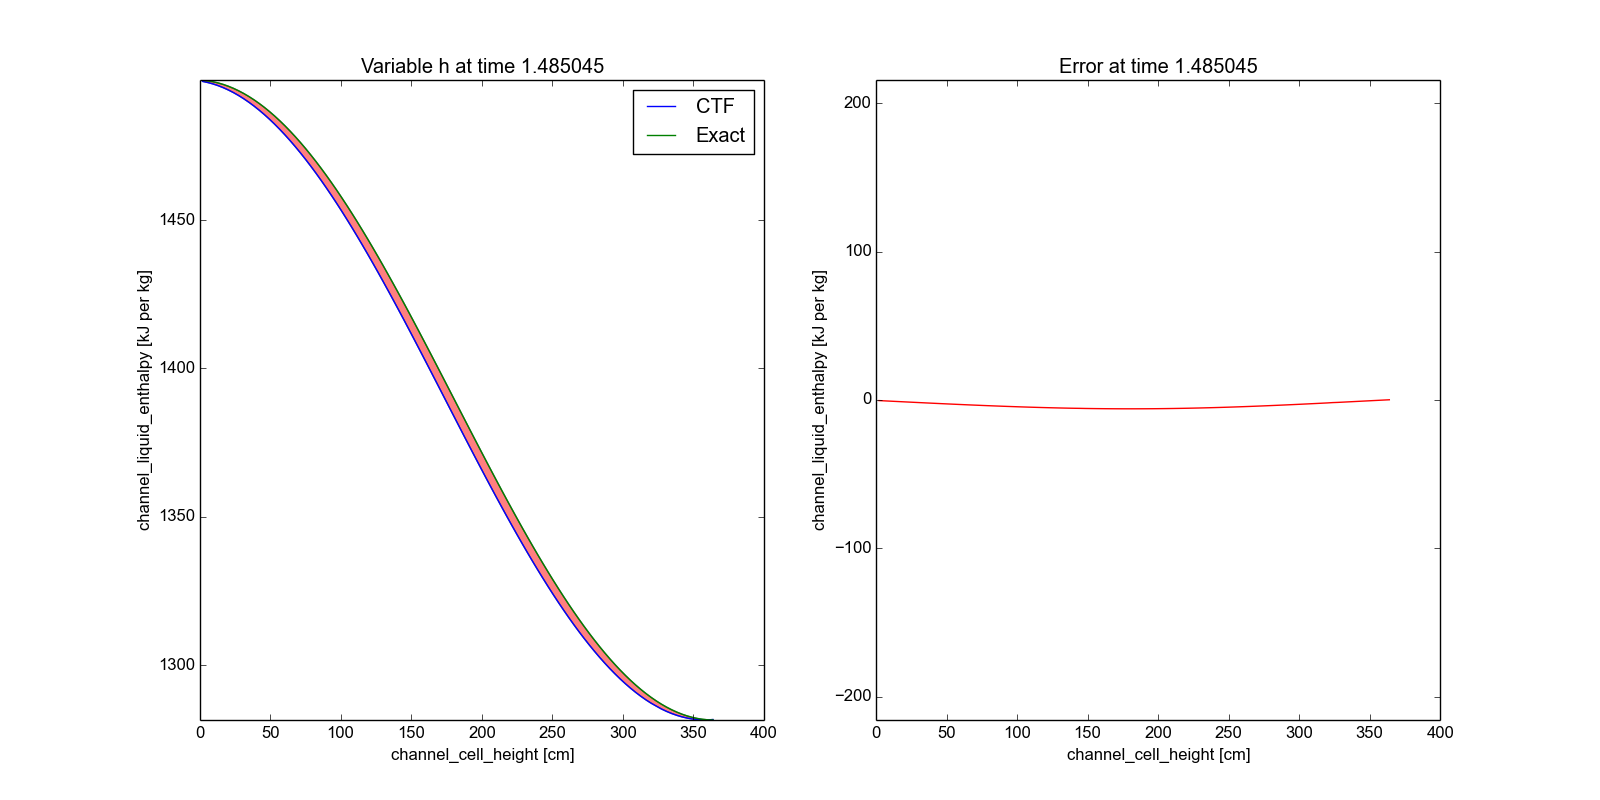 Variable h at time 1.485045
CTF
Exact
1450
1400
1350
1300
channel_liquid_enthalpy [kJ per kg]
0 50 100 150 200 250 300 350 400
channel_cell_height [cm]
Error at time 1.485045
200
100
0
−100
−200
channel_liquid_enthalpy [kJ per kg]
0 50 100 150 200 250 300 350 400
channel_cell_height [cm]